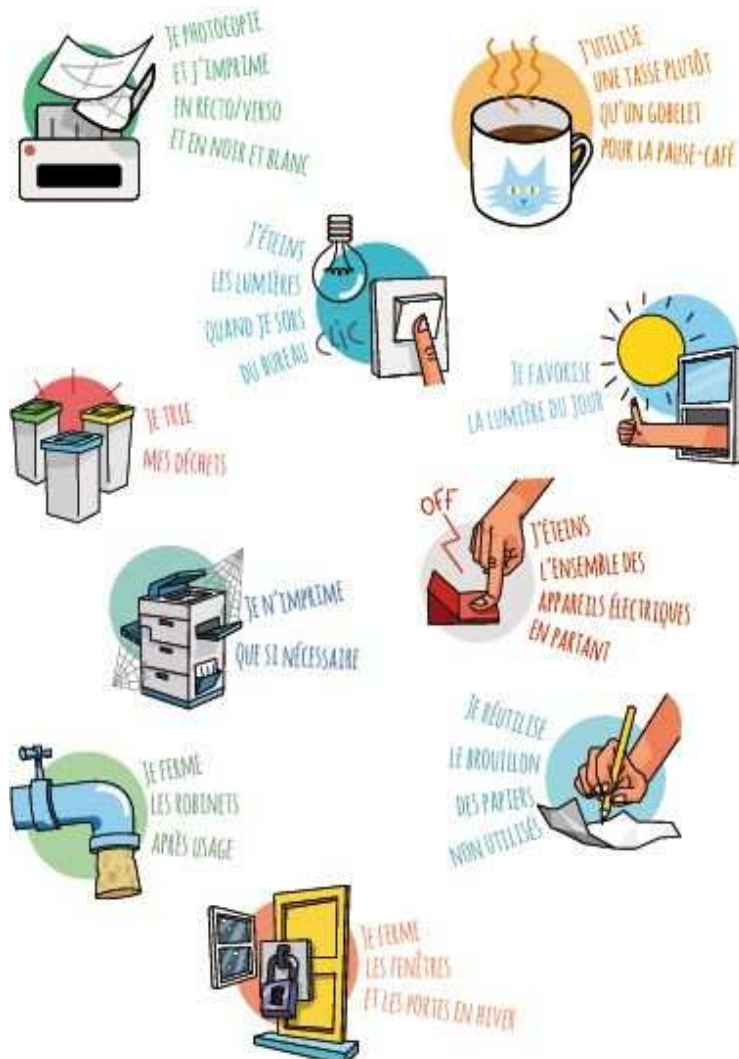 JE PHOTOCOPIE
ET J'IMPRIME
EN RECTO/VERSO
ET EN NOIR ET BLANC
J'UTILISE
UNE TASSE PLUTÔT
QU'UN GOBELET
POUR LA PAUSE-CAFÉ
J'ÉTEINS
LES LUMIÈRES
QUAND JE SORS
DU BUREAU
CLIC
JE FAVORISE
LA LUMIÈRE DU JOUR
JE TRIE
MES DÉCHETS
OFF
J'ÉTEINS
L'ENSEMBLE DES
APPAREILS ÉLECTRIQUES
EN PARTANT
JE N'IMPRIME
QUE SI NÉCESSAIRE
JE RÉUTILISE
LE BROUILLON
DES PAPIERS
NON UTILISÉS
JE FERME
LES ROBINETS
APRÈS USAGE
JE FERME
LES FENÊTRES
ET LES PORTES EN HIVER